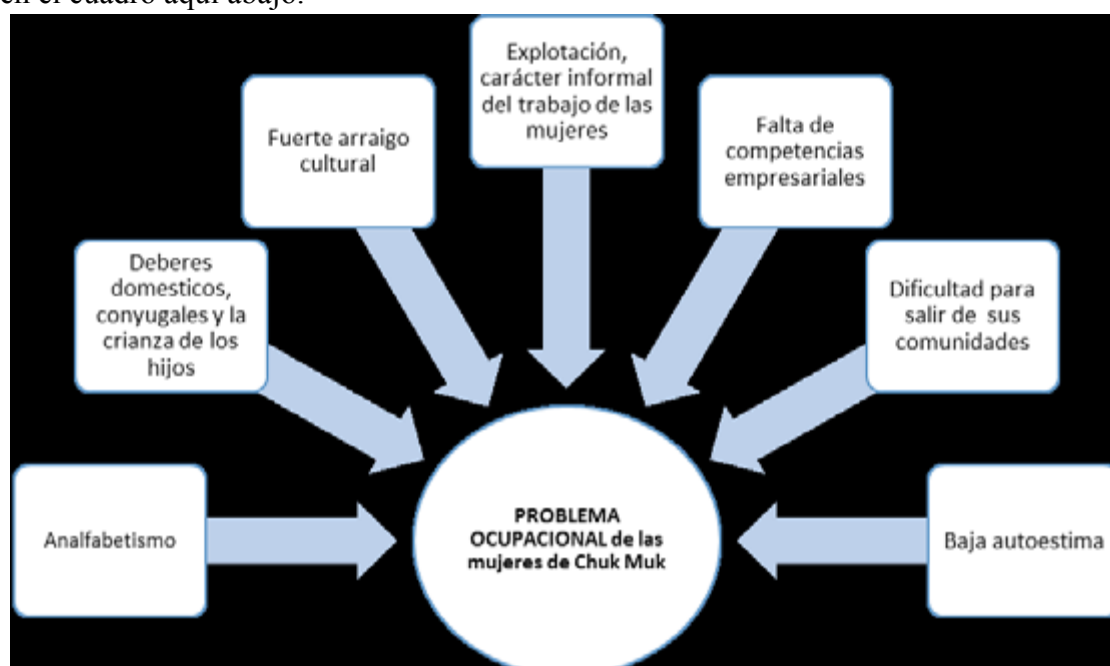 en el cuadro aquí abajo.
Explotación,
carácter informal
del trabajo de las
mujeres
Fuerte arraigo
cultural
Falta de
competencias
empresariales
Deberes
domesticos,
conyugales y la
crianza de los
hijos
Dificultad para
salir de sus
comunidades
Analfabetismo
PROBLEMA
OCUPACIONAL de las
mujeres de Chuk Muk
Baja autoestima